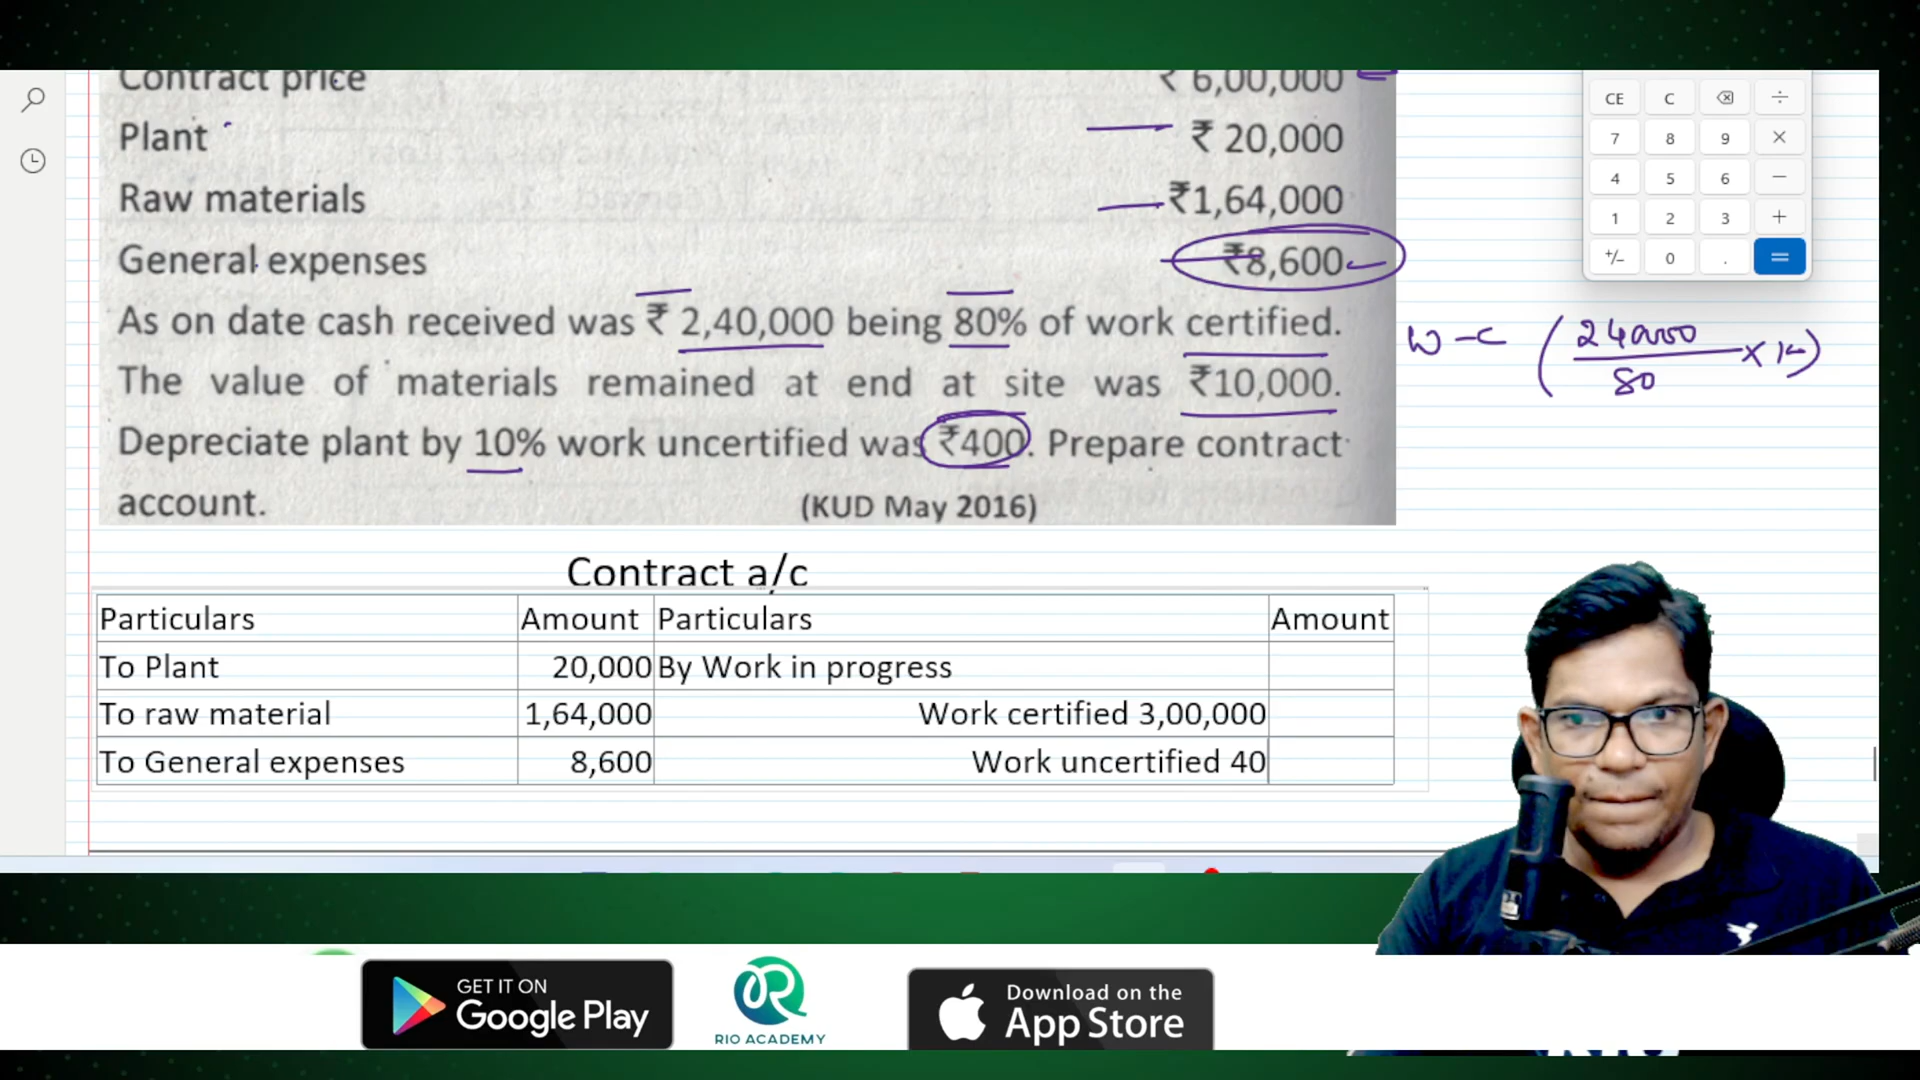 Contract price ₹ 6,00,000
Plant ₹ 20,000
Raw materials ₹1,64,000
General expenses ₹8,600
As on date cash received was ₹ 2,40,000 being 80% of work certified.
The value of materials remained at end at site was ₹10,000.
Depreciate plant by 10% work uncertified was ₹400. Prepare contract
account. (KUD May 2016)
CE C ÷
7 8 9 ×
4 5 6 −
1 2 3 +
+/− 0 . =
W-C
80
Contract a/c
Particulars Amount Particulars Amount
To Plant 20,000 By Work in progress
To raw material 1,64,000 Work certified 3,00,000
To General expenses 8,600 Work uncertified 40
GET IT ON
Google Play
RIO ACADEMY
Download on the
App Store